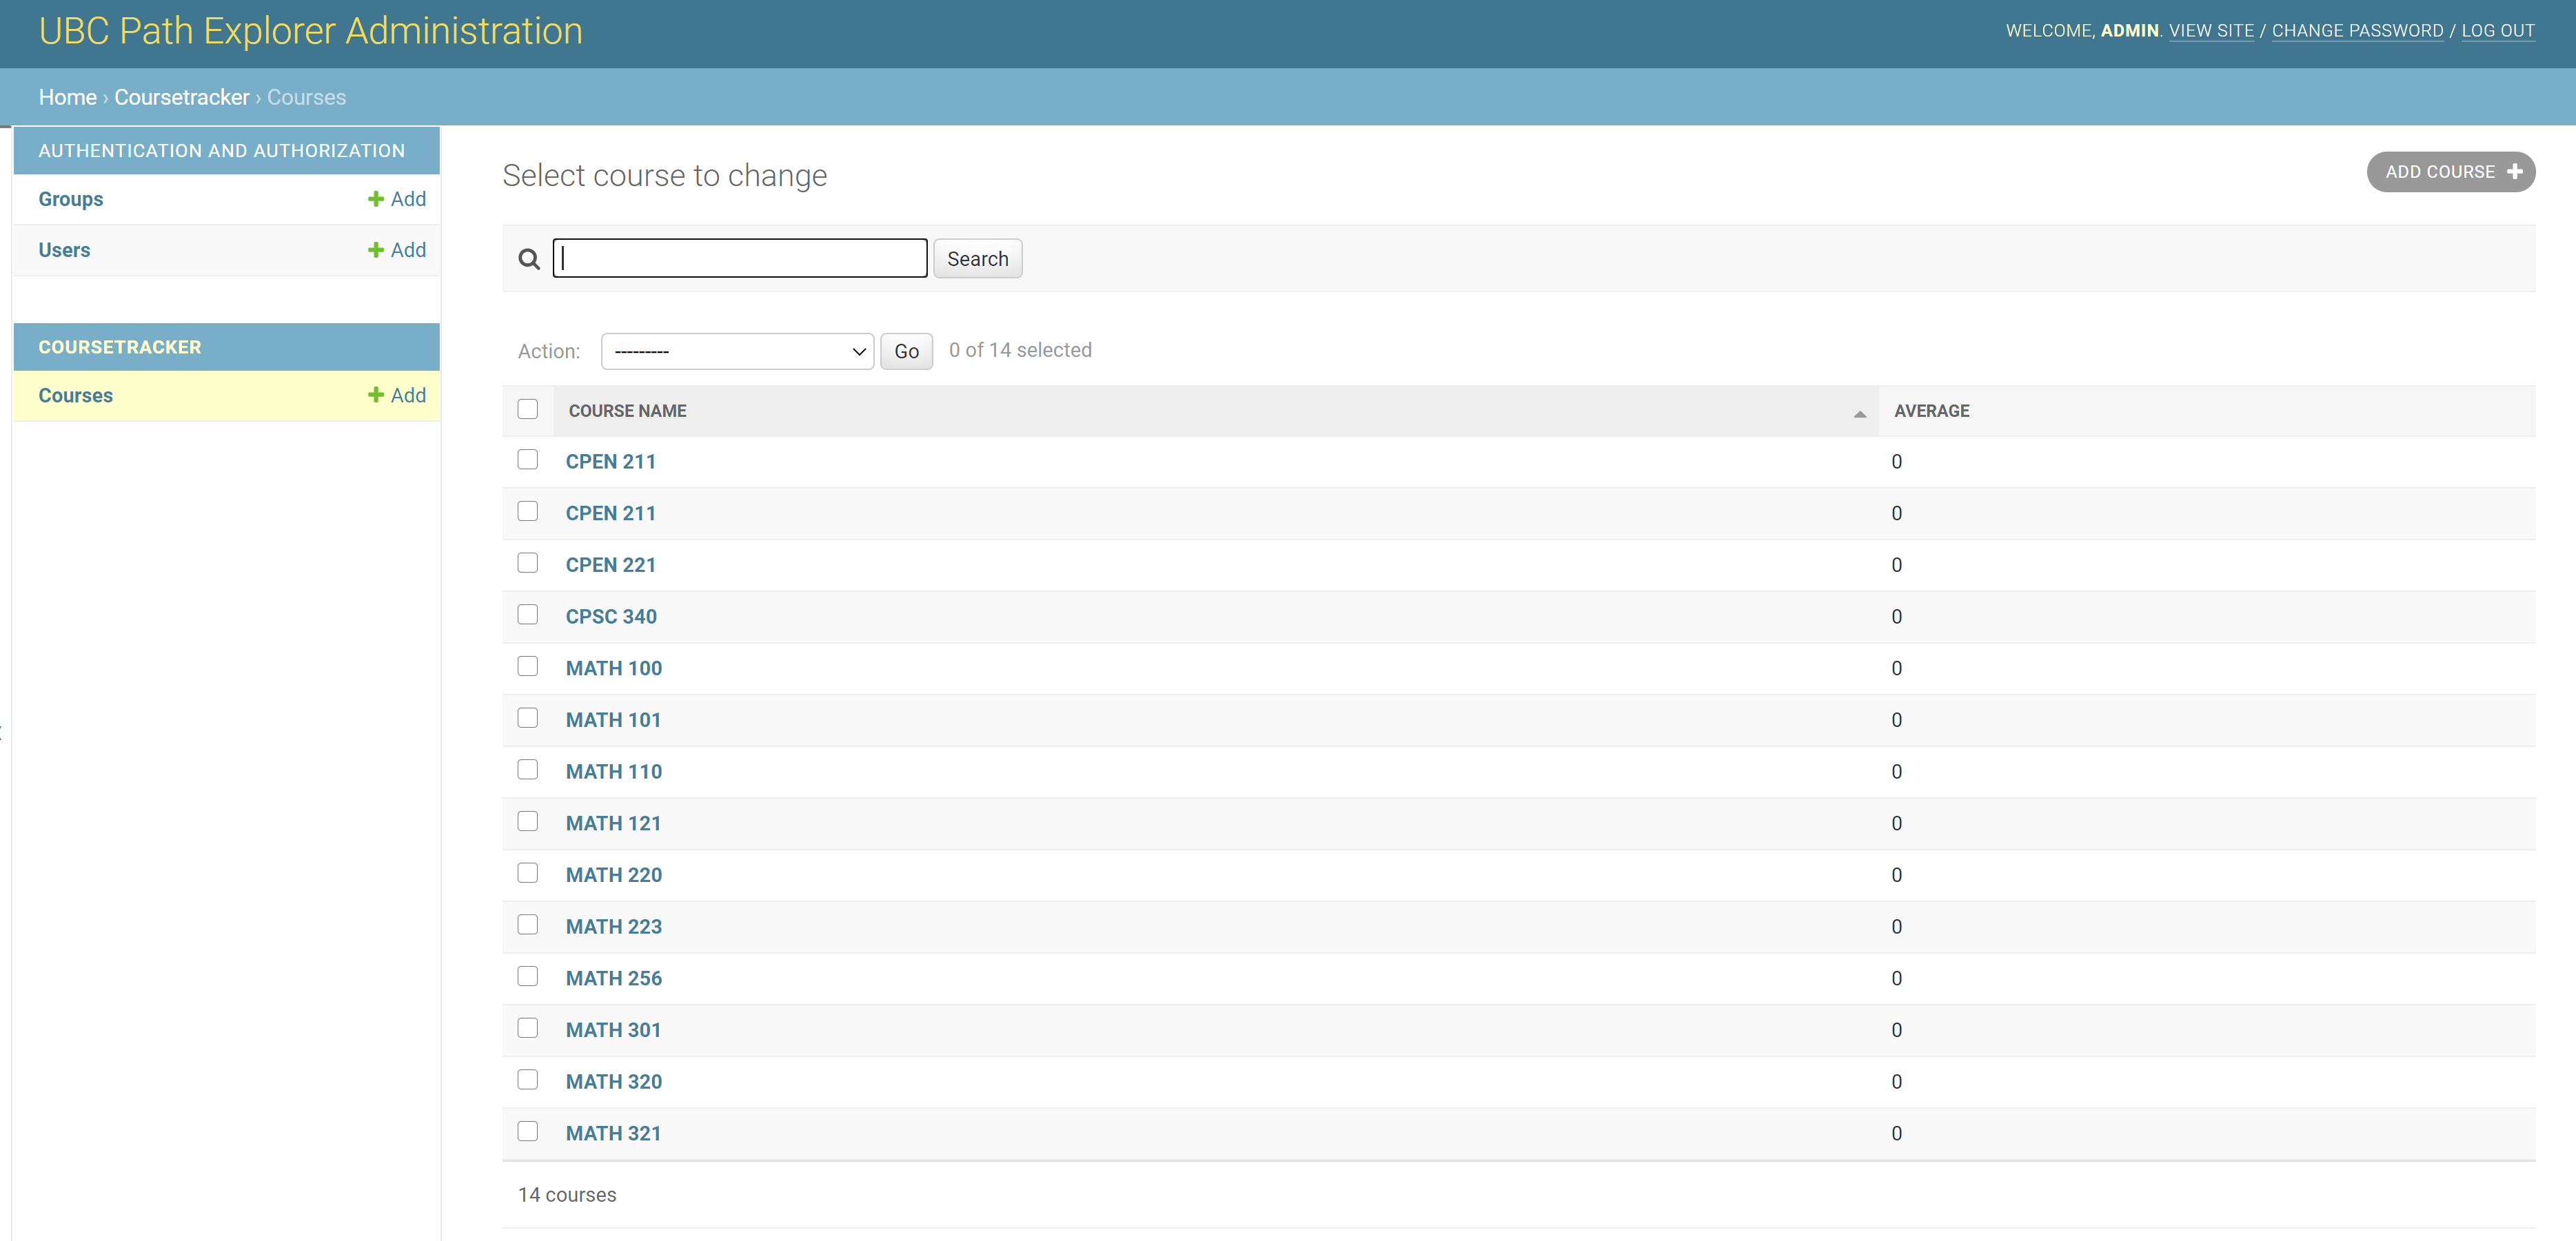 UBC Path Explorer Administration
WELCOME, ADMIN. VIEW SITE / CHANGE PASSWORD / LOG OUT
Home › Coursetracker › Courses
AUTHENTICATION AND AUTHORIZATION
Groups + Add
Users + Add
COURSETRACKER
Courses + Add
Select course to change
ADD COURSE +
Search
Action: --------- Go 0 of 14 selected
COURSE NAME AVERAGE
CPEN 211 0
CPEN 211 0
CPEN 221 0
CPSC 340 0
MATH 100 0
MATH 101 0
MATH 110 0
MATH 121 0
MATH 220 0
MATH 223 0
MATH 256 0
MATH 301 0
MATH 320 0
MATH 321 0
14 courses